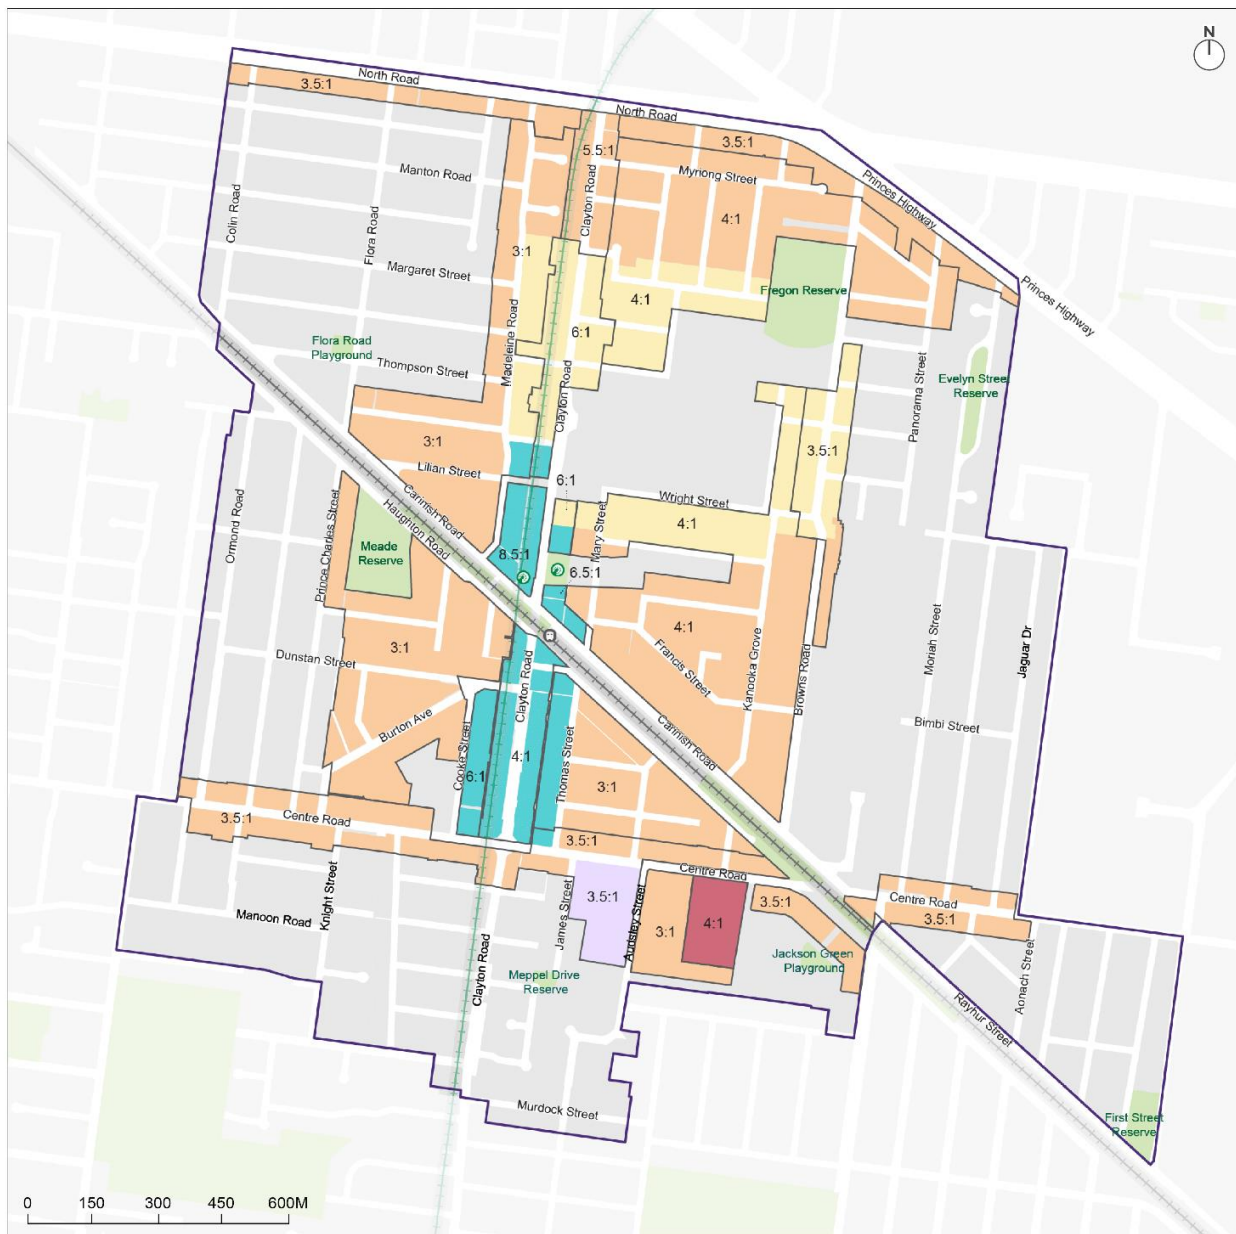 N
North Road
3.5:1
North Road
5.5:1
3.5:1
Myriong Street
Princes Highway
Manton Road
Clayton Road
Colin Road
Flora Road
4:1
3:1
Margaret Street
Fregon Reserve
4:1
Princes Highway
6:1
Flora Road
Playground
Madeleine Road
Thompson Street
Clayton Road
Panorama Street
Evelyn Street
Reserve
3:1
3.5:1
Lilian Street
6:1
Wright Street
Carinish Road
Haughton Road
Mary Street
4:1
Ormond Road
Prince Charles Street
Meade
Reserve
8.5:1
6.5:1
4:1
Francis Street
Kanooka Grove
Browns Road
Moriah Street
Jaguar Dr
3:1
Dunstan Street
Clayton Road
Burton Ave
Bimbi Street
Carinish Road
Cooke Street
4:1
Thomas Street
6:1
3:1
3.5:1
Centre Road
3.5:1
Centre Road
Knight Street
3.5:1
Audsley Street
3:1
4:1
3.5:1
Centre Road
3.5:1
Manoon Road
James Street
Clayton Road
Meppel Drive
Reserve
Jackson Green
Playground
Aonach Street
Rayhur Street
Murdock Street
First Street
Reserve
0 150 300 450 600M